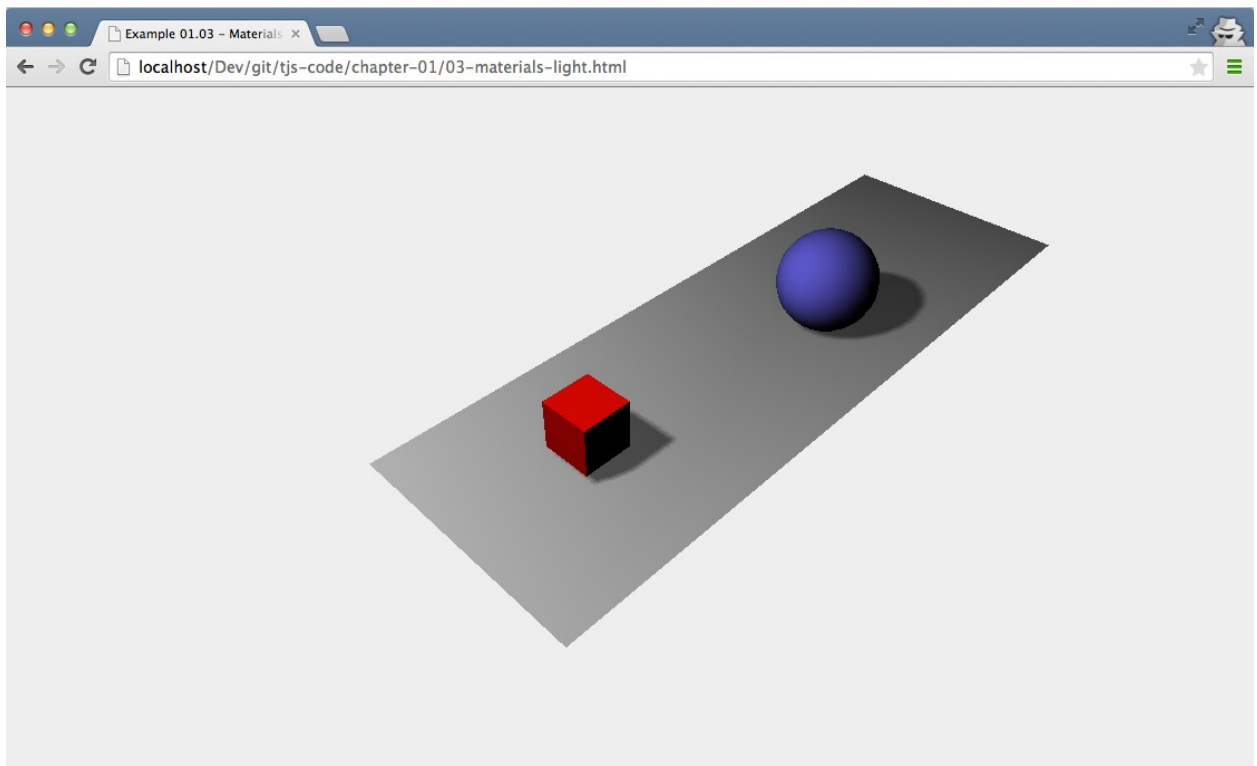 Example 01.03 – Materials
localhost/Dev/git/tjs-code/chapter-01/03-materials-light.html